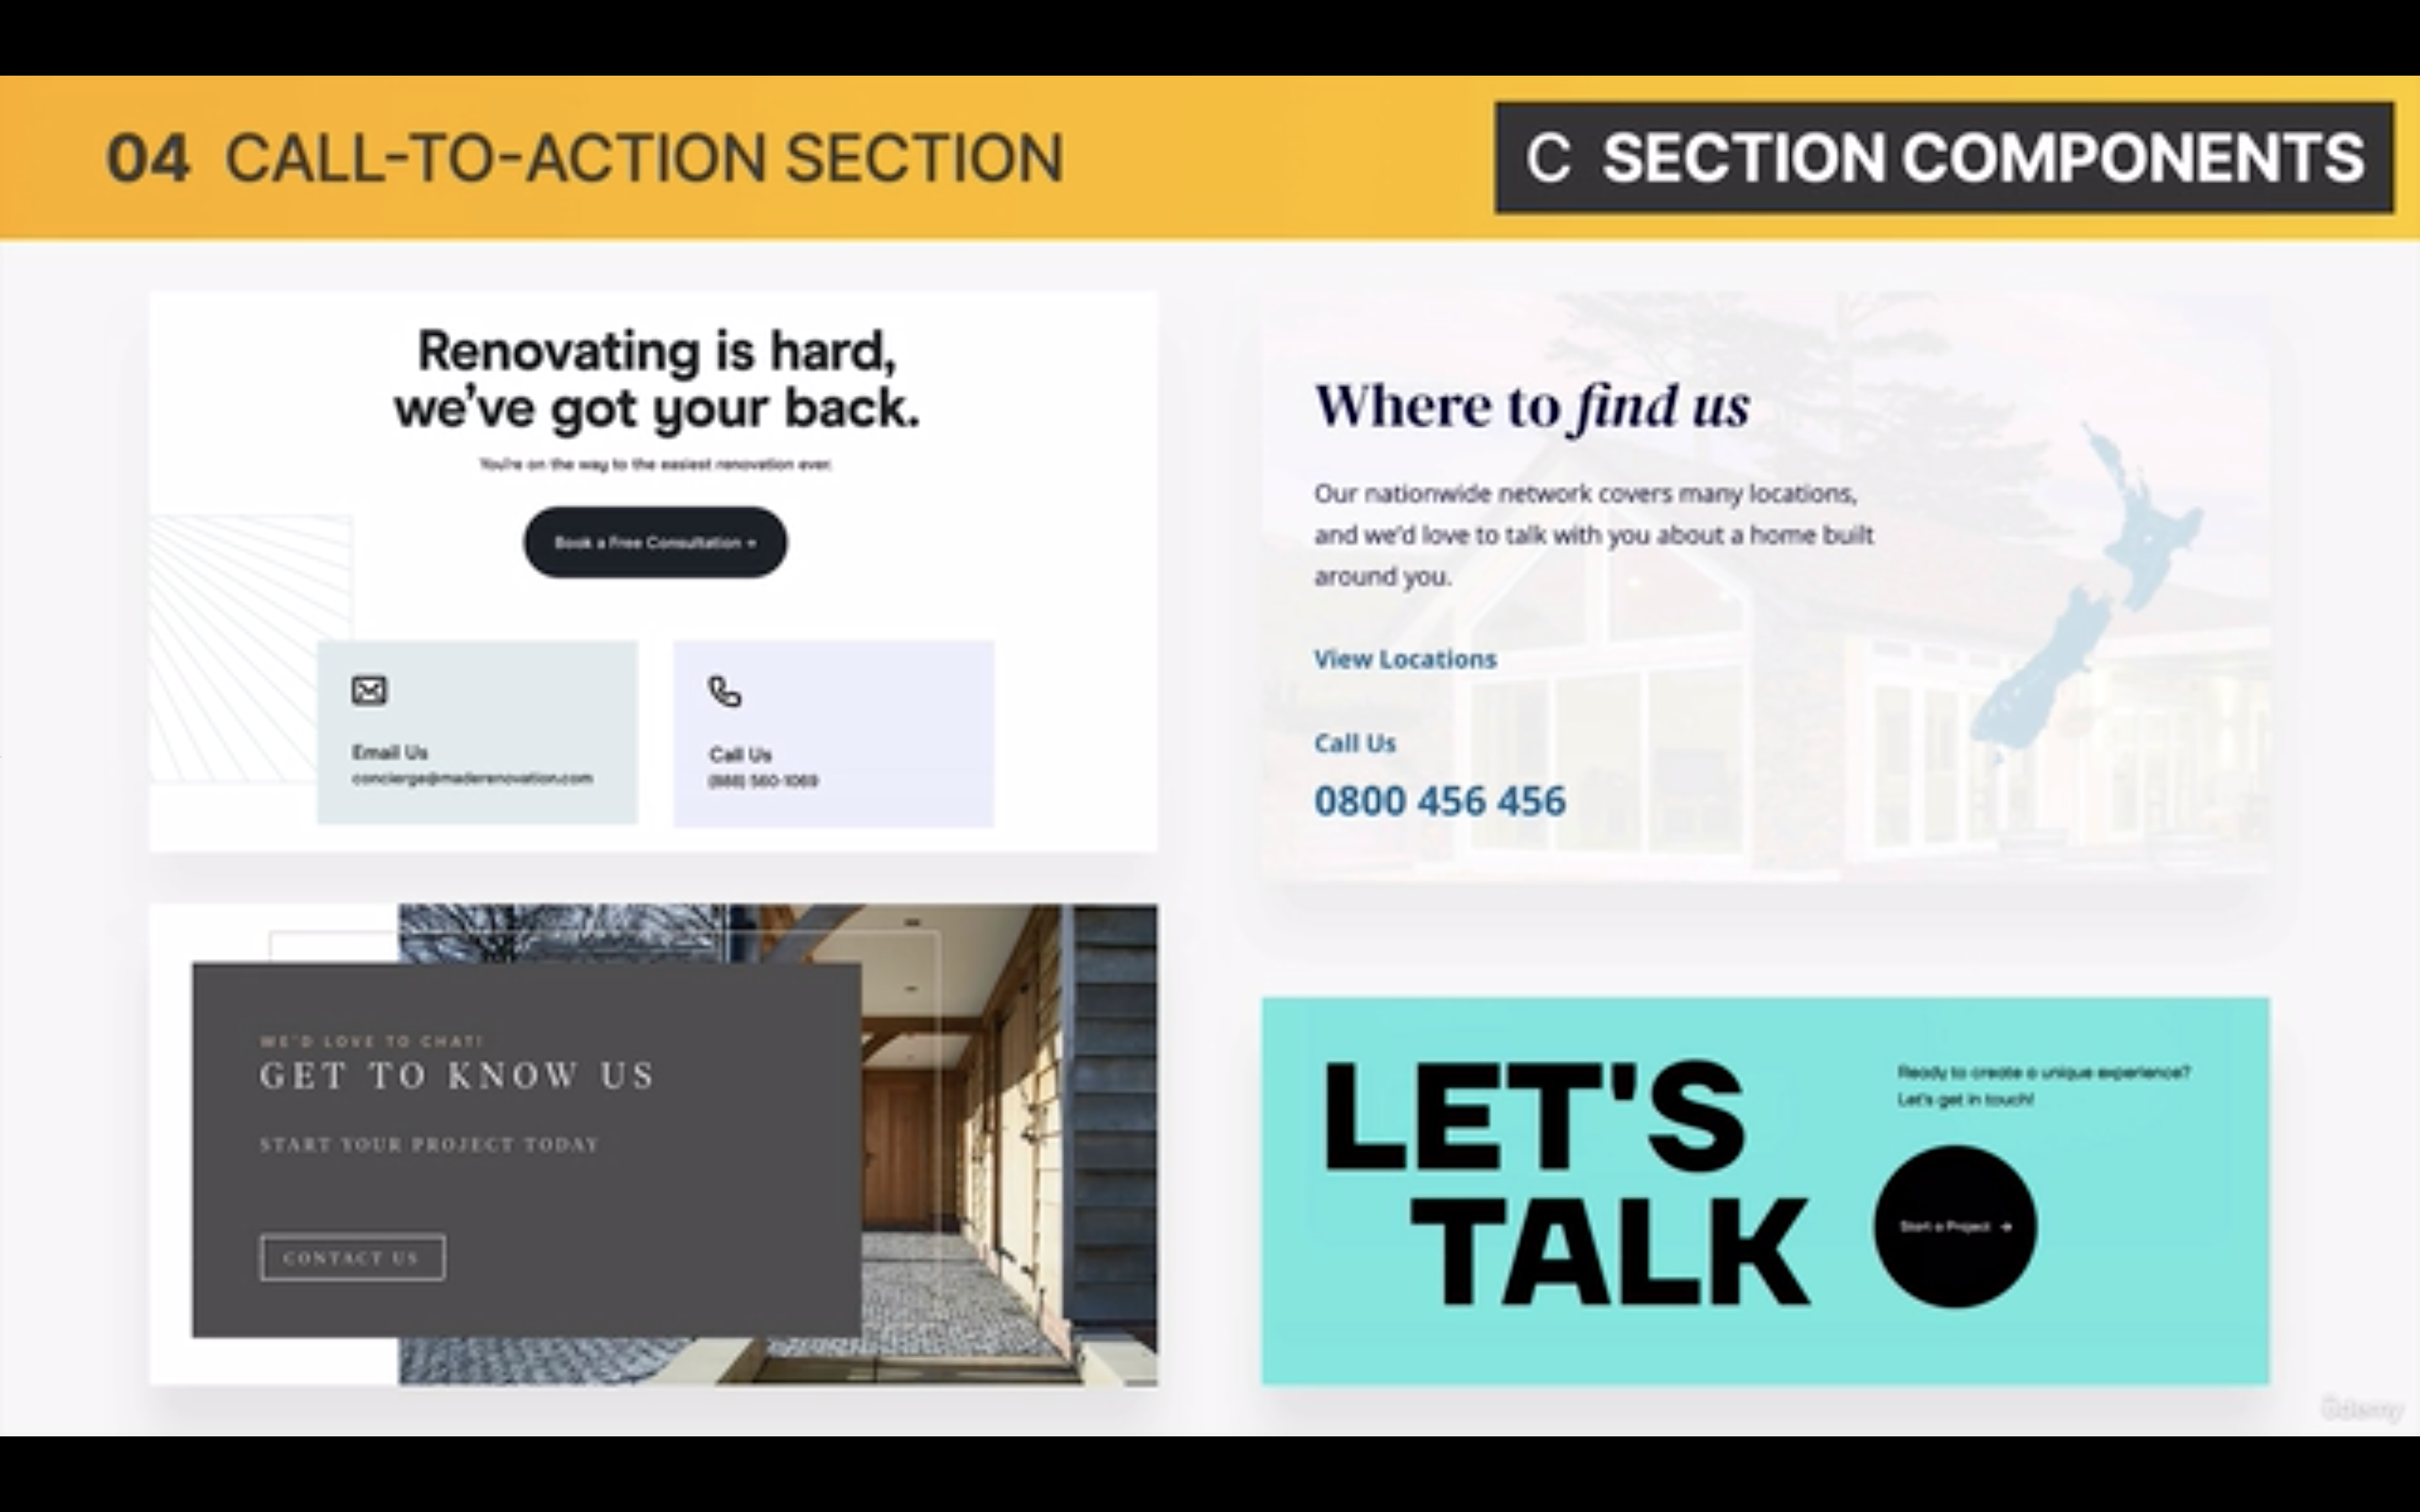 04 CALL-TO-ACTION SECTION
C SECTION COMPONENTS
Renovating is hard,
we've got your back.
You're on the way to the easiest renovation ever.
Book a Free Consultation
Email Us
concierge@maderenovation.com
Call Us
(888) 560-1069
Where to find us
Our nationwide network covers many locations,
and we'd love to talk with you about a home built
around you.
View Locations
Call Us
0800 456 456
WE'D LOVE TO CHAT!
GET TO KNOW US
START YOUR PROJECT TODAY
CONTACT US
LET'S
TALK
Ready to create a unique experience?
Let's get in touch!
Start a Project →
Udemy